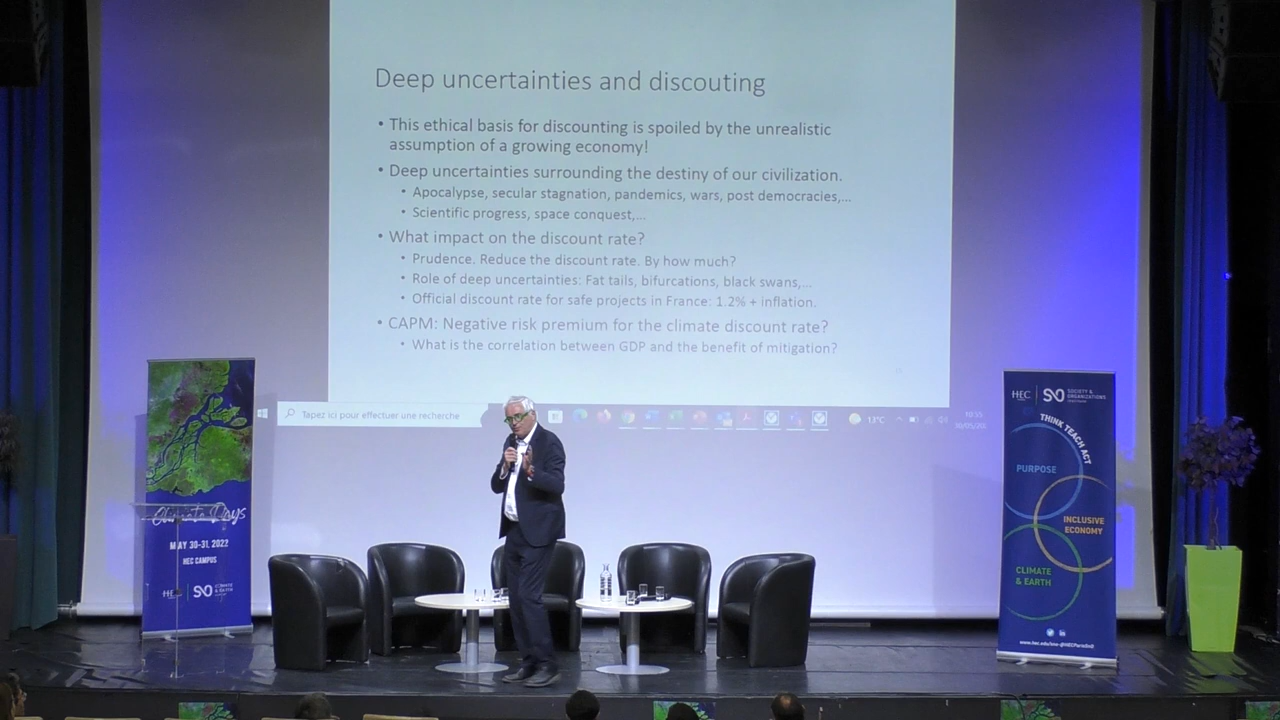 Deep uncertainties and discouting
• This ethical basis for discounting is spoiled by the unrealistic
assumption of a growing economy!
• Deep uncertainties surrounding the destiny of our civilization.
• Apocalypse, secular stagnation, pandemics, wars, post democracies,...
• Scientific progress, space conquest,...
• What impact on the discount rate?
• Prudence. Reduce the discount rate. By how much?
• Role of deep uncertainties: Fat tails, bifurcations, black swans,...
• Official discount rate for safe projects in France: 1.2% + inflation.
• CAPM: Negative risk premium for the climate discount rate?
• What is the correlation between GDP and the benefit of mitigation?
Tapez ici pour effectuer une recherche
13°C
10:55
Climate Days
MAY 30-31, 2022
HEC CAMPUS
CLIMATE
& EARTH
HEC
SOCIETY &
ORGANIZATIONS
THINK TEACH ACT
PURPOSE
INCLUSIVE
ECONOMY
CLIMATE
& EARTH